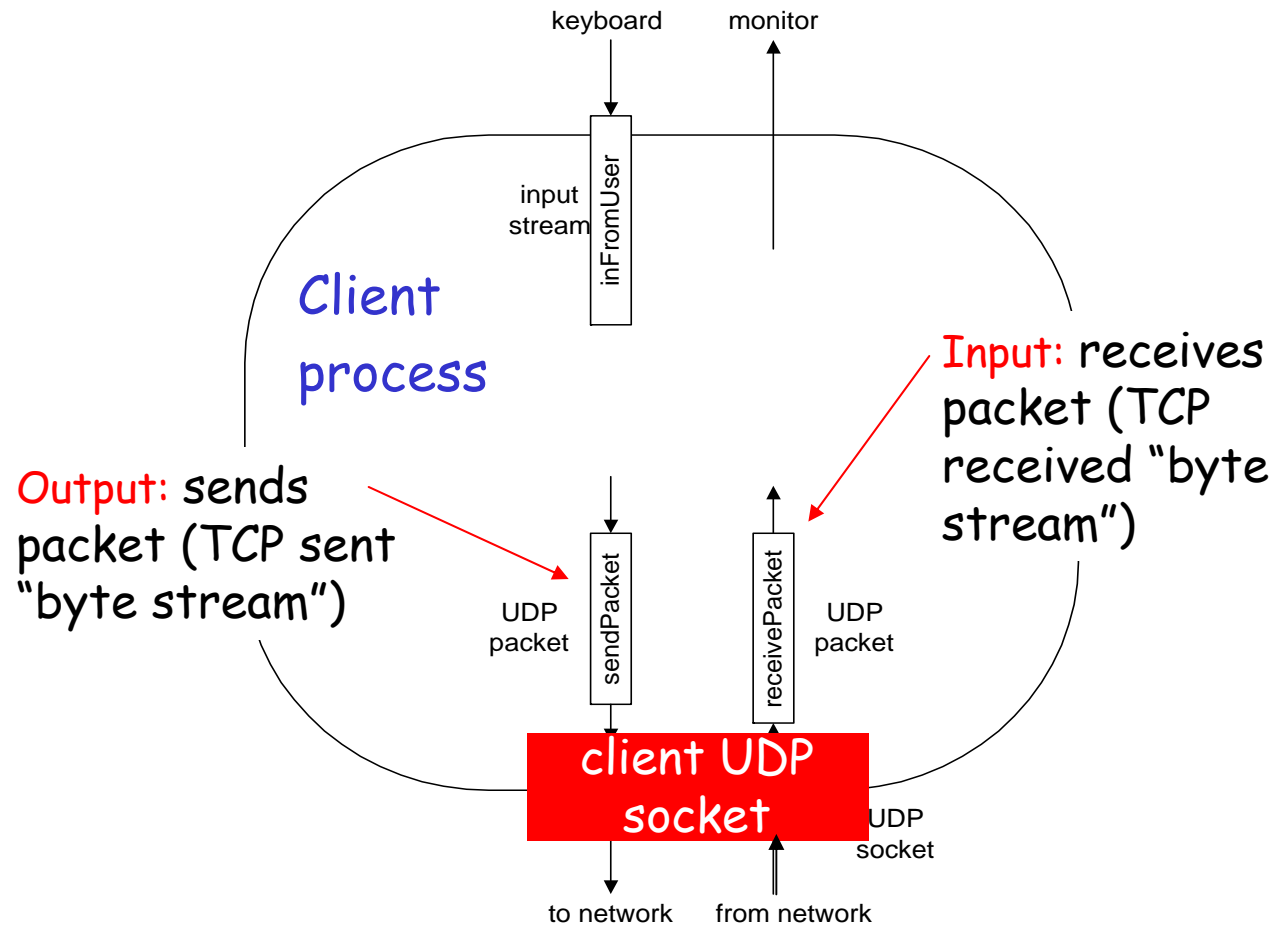 keyboard
monitor
input
stream
inFromUser
Client
process
Input: receives
packet (TCP
received “byte
stream”)
Output: sends
packet (TCP sent
“byte stream”)
UDP
packet
sendPacket
receivePacket
UDP
packet
client UDP
socket
UDP
socket
to network
from network